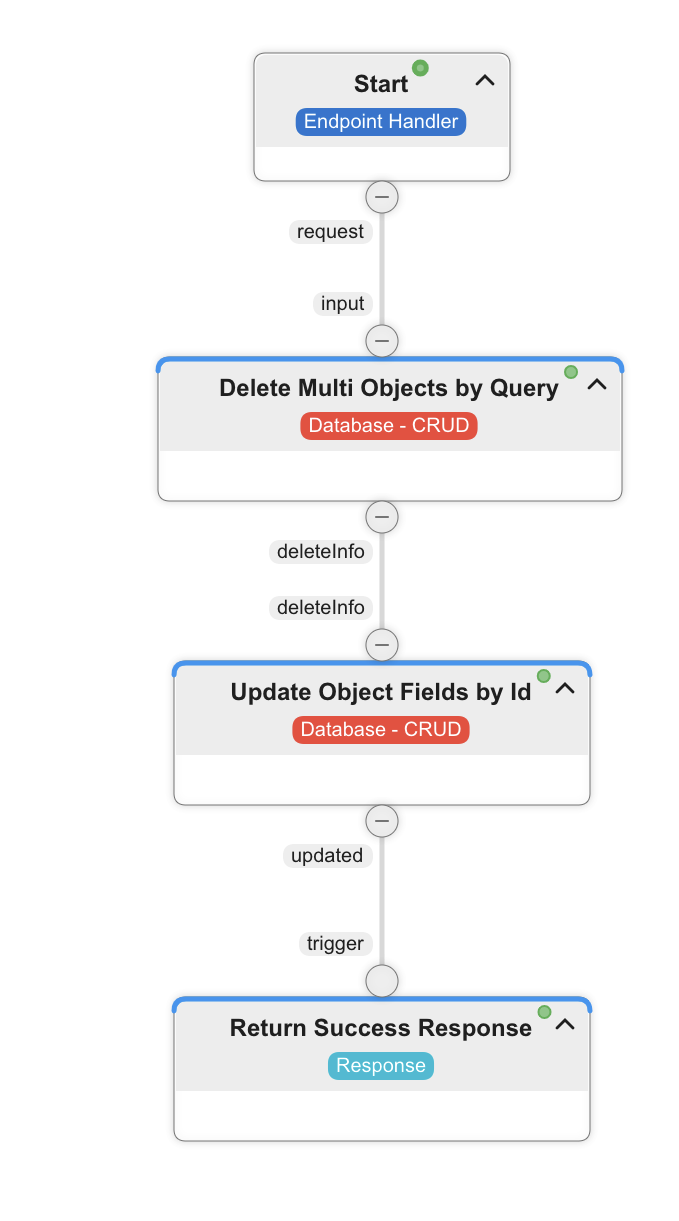 Start
Endpoint Handler
request
input
Delete Multi Objects by Query
Database - CRUD
deleteInfo
deleteInfo
Update Object Fields by Id
Database - CRUD
updated
trigger
Return Success Response
Response